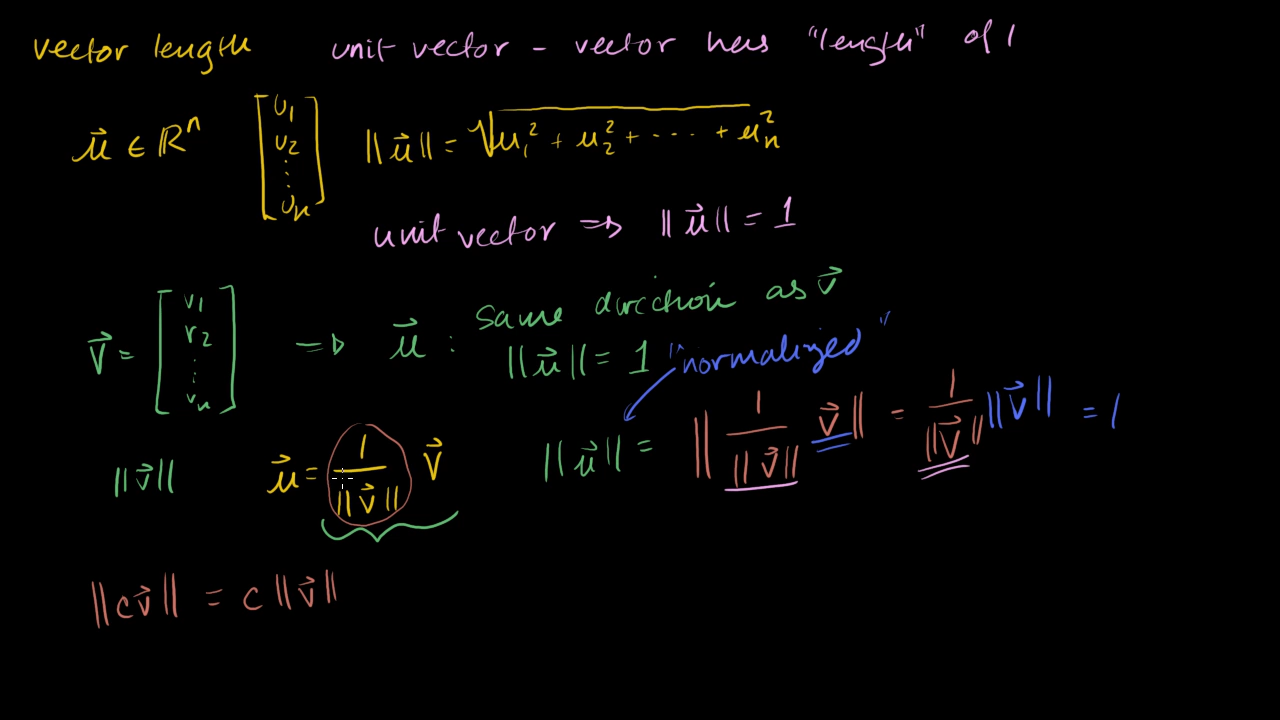 vector length unit vector - vector has "length" of 1
u⃗ ∈ ℝⁿ [u₁ u₂ ⋮ uₙ] ||u⃗|| = √(u₁² + u₂² + ⋯ + uₙ²)
unit vector ⇒ ||u⃗|| = 1
v⃗ = [v₁ v₂ ⋮ vₙ] ⇒ u⃗ : same direction as v⃗
||u⃗|| = 1 "normalized"
||v⃗|| u⃗ = 1/||v⃗|| v⃗ ||u⃗|| = || 1/||v⃗|| v⃗ || = 1/||v⃗|| ||v⃗|| = 1
||cv⃗|| = c||v⃗||